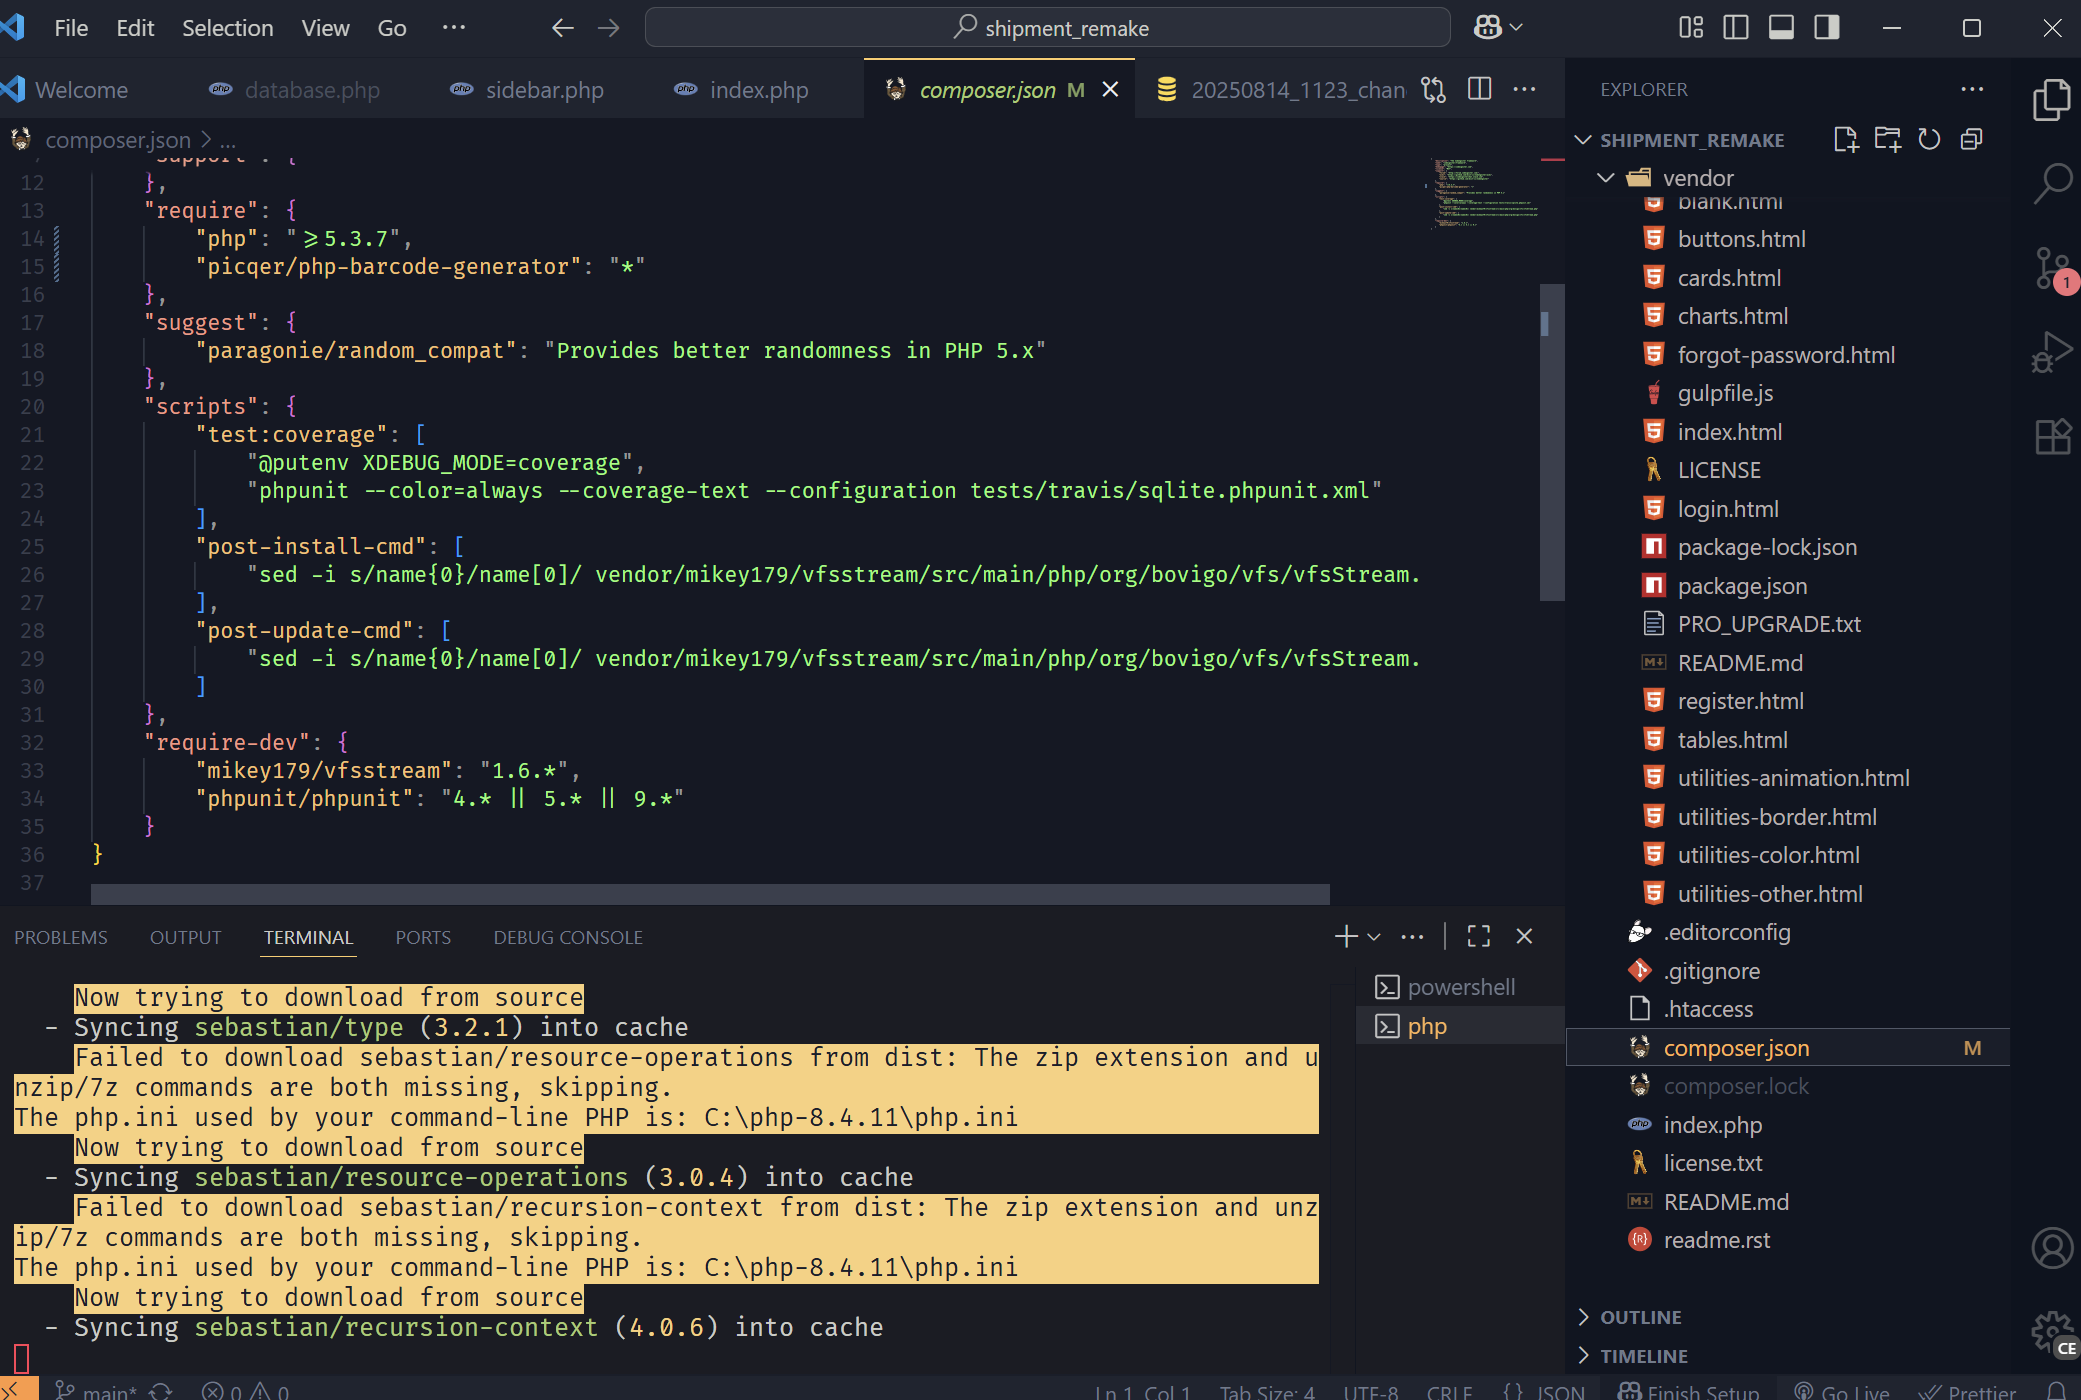 File Edit Selection View Go ...
shipment_remake
Welcome
database.php
sidebar.php
index.php
composer.json M
20250814_1123_chan
composer.json > ...
12 },
13 "require": {
14 "php": ">=5.3.7",
15 "picqer/php-barcode-generator": "*"
16 },
17 "suggest": {
18 "paragonie/random_compat": "Provides better randomness in PHP 5.x"
19 },
20 "scripts": {
21 "test:coverage": [
22 "@putenv XDEBUG_MODE=coverage",
23 "phpunit --color=always --coverage-text --configuration tests/travis/sqlite.phpunit.xml"
24 ],
25 "post-install-cmd": [
26 "sed -i s/name{0}/name[0]/ vendor/mikey179/vfsstream/src/main/php/org/bovigo/vfs/vfsStream.
27 ],
28 "post-update-cmd": [
29 "sed -i s/name{0}/name[0]/ vendor/mikey179/vfsstream/src/main/php/org/bovigo/vfs/vfsStream.
30 ]
31 },
32 "require-dev": {
33 "mikey179/vfsstream": "1.6.*",
34 "phpunit/phpunit": "4.* || 5.* || 9.*"
35 }
36 }
37
PROBLEMS OUTPUT TERMINAL PORTS DEBUG CONSOLE
Now trying to download from source
- Syncing sebastian/type (3.2.1) into cache
Failed to download sebastian/resource-operations from dist: The zip extension and u
nzip/7z commands are both missing, skipping.
The php.ini used by your command-line PHP is: C:\php-8.4.11\php.ini
Now trying to download from source
- Syncing sebastian/resource-operations (3.0.4) into cache
Failed to download sebastian/recursion-context from dist: The zip extension and unz
ip/7z commands are both missing, skipping.
The php.ini used by your command-line PHP is: C:\php-8.4.11\php.ini
Now trying to download from source
- Syncing sebastian/recursion-context (4.0.6) into cache
powershell
php
EXPLORER
SHIPMENT_REMAKE
vendor
blank.html
buttons.html
cards.html
charts.html
forgot-password.html
gulpfile.js
index.html
LICENSE
login.html
package-lock.json
package.json
PRO_UPGRADE.txt
README.md
register.html
tables.html
utilities-animation.html
utilities-border.html
utilities-color.html
utilities-other.html
.editorconfig
.gitignore
.htaccess
composer.json M
composer.lock
index.php
license.txt
README.md
readme.rst
OUTLINE
TIMELINE
1
CE
main* 0 0
Ln 1, Col 1 Tab Size: 4 UTF-8 CRLF {} JSON Finish Setup Go Live Prettier